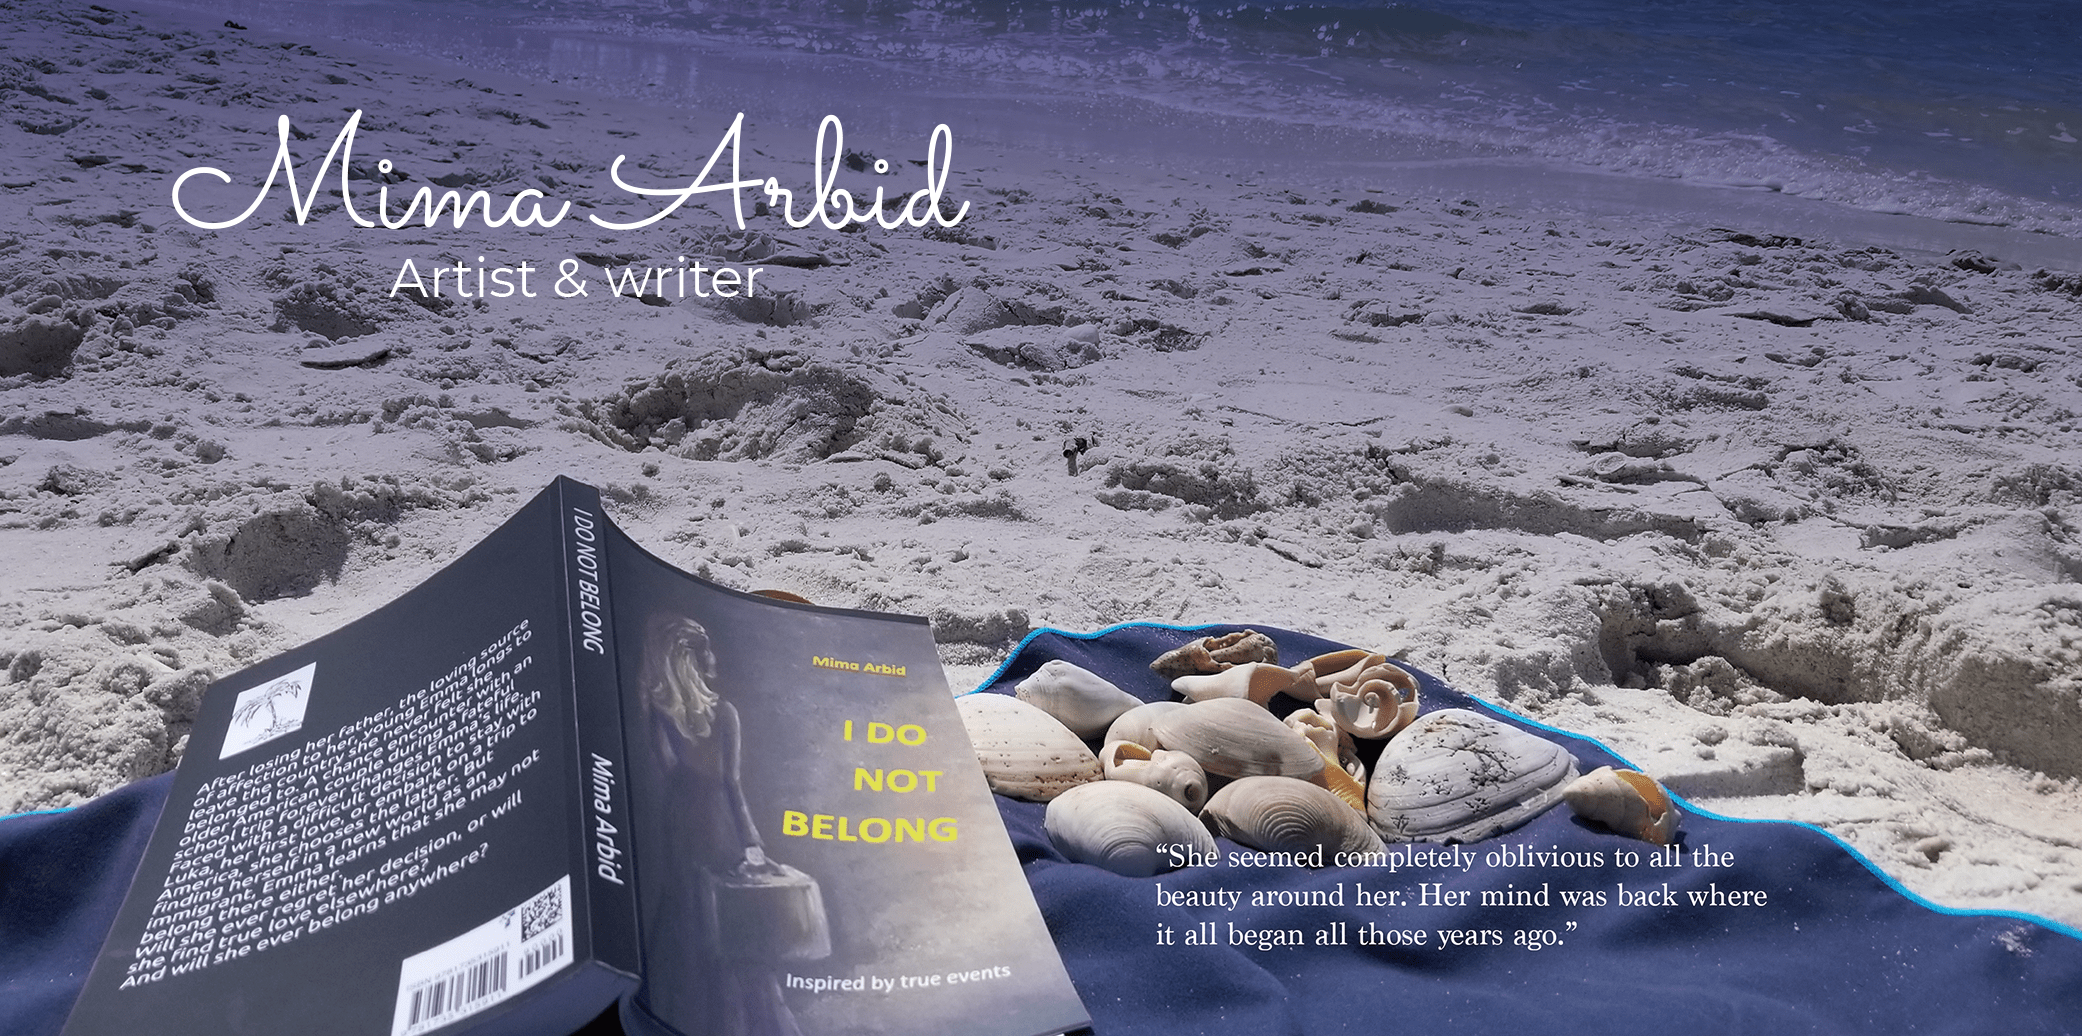 Mima Arbid
Artist & writer
After losing her father, the loving source
of affection to her, young Emma longs to
leave the country she never felt she
belonged to. A chance encounter with an
older American couple during a fateful
school trip forever changes Emma's life.
Faced with a difficult decision to stay with
Luka, her first love, or embark on a trip to
America, she chooses the latter. But
finding herself in a new world as an
immigrant, Emma learns that she may not
belong there either.
Will she ever regret her decision, or will
she find true love elsewhere?
And will she ever belong anywhere?
I DO NOT BELONG
Mima Arbid
Mima Arbid
I DO
NOT
BELONG
Inspired by true events
“She seemed completely oblivious to all the
beauty around her. Her mind was back where
it all began all those years ago.”